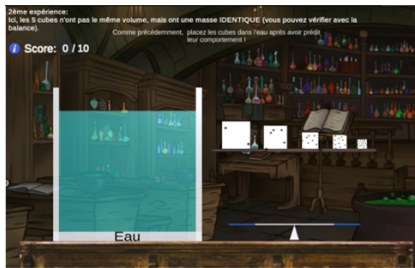 2ème expérience:
Ici, les 5 cubes n'ont pas le même volume, mais ont une masse IDENTIQUE (vous pouvez vérifier avec la
balance).
Comme précédemment, placez les cubes dans l'eau après avoir prédit
leur comportement !
i Score: 0 / 10
Eau